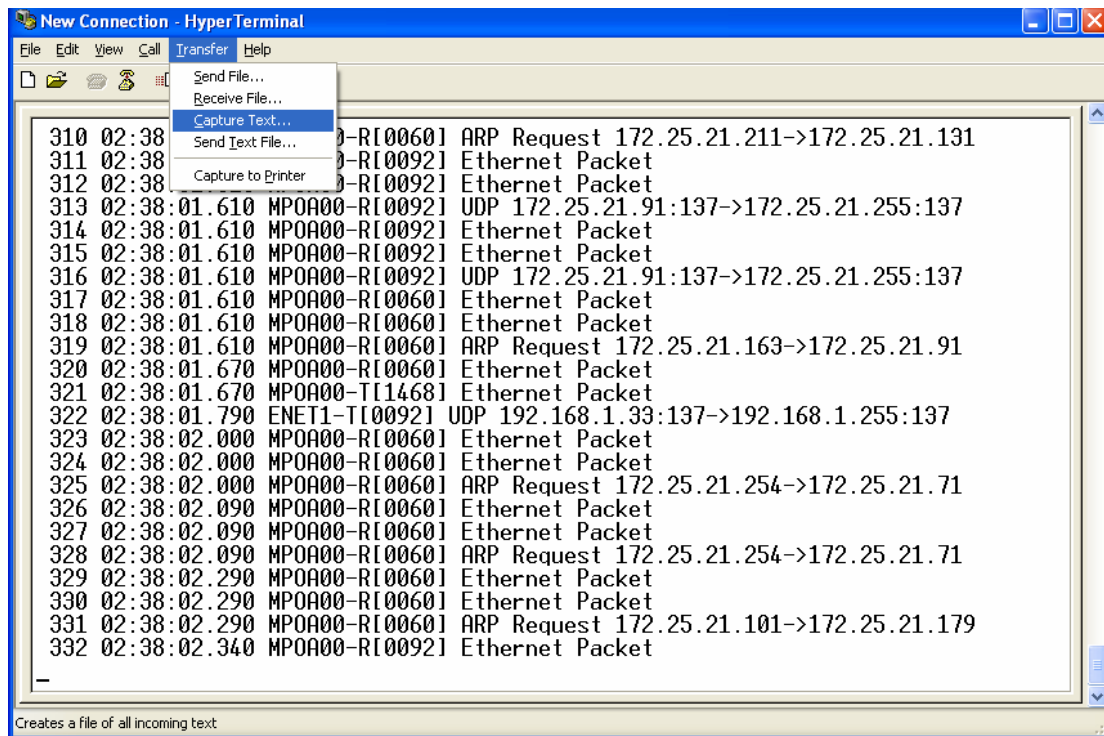 New Connection - HyperTerminal
File Edit View Call Transfer Help
Send File...
Receive File...
Capture Text...
Send Text File...
Capture to Printer
310 02:38 -R[0060] ARP Request 172.25.21.211->172.25.21.131
311 02:38 -R[0092] Ethernet Packet
312 02:38 -R[0092] Ethernet Packet
313 02:38:01.610 MPOA00-R[0092] UDP 172.25.21.91:137->172.25.21.255:137
314 02:38:01.610 MPOA00-R[0092] Ethernet Packet
315 02:38:01.610 MPOA00-R[0092] Ethernet Packet
316 02:38:01.610 MPOA00-R[0092] UDP 172.25.21.91:137->172.25.21.255:137
317 02:38:01.610 MPOA00-R[0060] Ethernet Packet
318 02:38:01.610 MPOA00-R[0060] Ethernet Packet
319 02:38:01.610 MPOA00-R[0060] ARP Request 172.25.21.163->172.25.21.91
320 02:38:01.670 MPOA00-R[0060] Ethernet Packet
321 02:38:01.670 MPOA00-T[1468] Ethernet Packet
322 02:38:01.790 ENET1-T[0092] UDP 192.168.1.33:137->192.168.1.255:137
323 02:38:02.000 MPOA00-R[0060] Ethernet Packet
324 02:38:02.000 MPOA00-R[0060] Ethernet Packet
325 02:38:02.000 MPOA00-R[0060] ARP Request 172.25.21.254->172.25.21.71
326 02:38:02.090 MPOA00-R[0060] Ethernet Packet
327 02:38:02.090 MPOA00-R[0060] Ethernet Packet
328 02:38:02.090 MPOA00-R[0060] ARP Request 172.25.21.254->172.25.21.71
329 02:38:02.290 MPOA00-R[0060] Ethernet Packet
330 02:38:02.290 MPOA00-R[0060] Ethernet Packet
331 02:38:02.290 MPOA00-R[0060] ARP Request 172.25.21.101->172.25.21.179
332 02:38:02.340 MPOA00-R[0092] Ethernet Packet
Creates a file of all incoming text